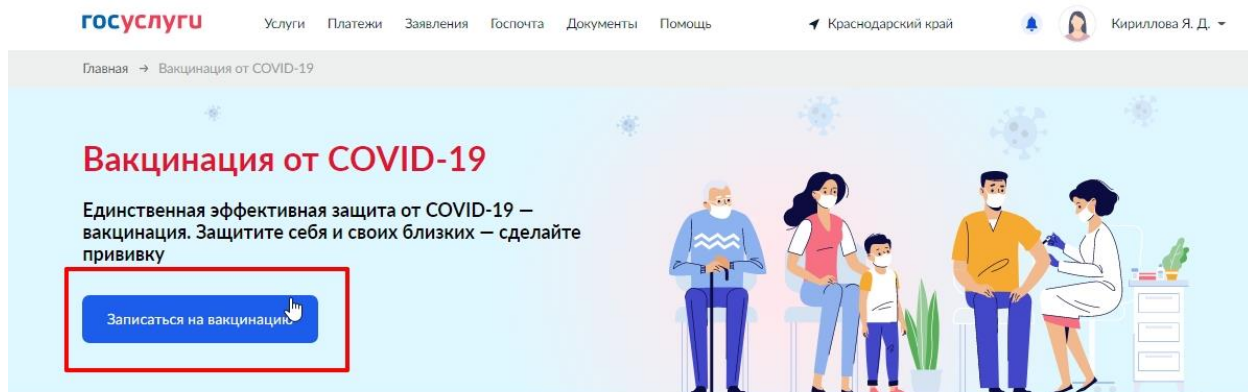 госуслуги Услуги Платежи Заявления Госпочта Документы Помощь Краснодарский край Кириллова Я. Д.
Главная → Вакцинация от COVID-19
Вакцинация от COVID-19
Единственная эффективная защита от COVID-19 —
вакцинация. Защитите себя и своих близких — сделайте
прививку
Записаться на вакцинацию